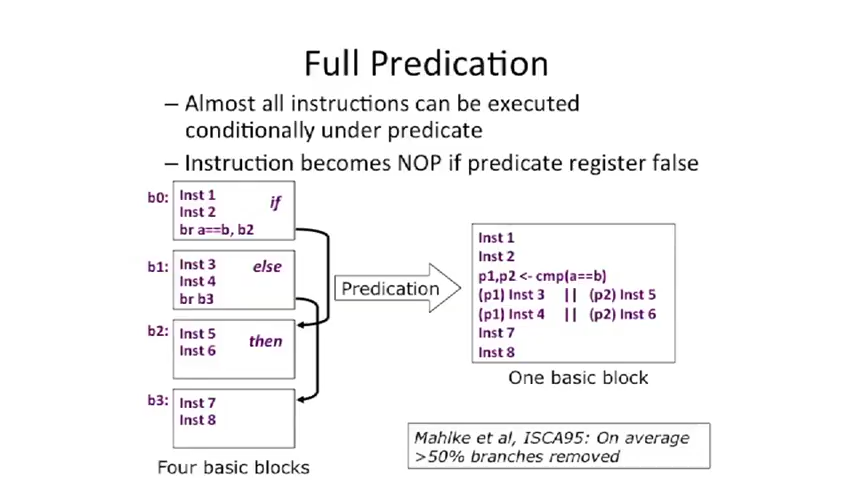 Full Predication
– Almost all instructions can be executed
conditionally under predicate
– Instruction becomes NOP if predicate register false
b0:
Inst 1
if
Inst 2
br a==b, b2
b1:
Inst 3
else
Inst 4
br b3
b2:
Inst 5
then
Inst 6
b3:
Inst 7
Inst 8
Four basic blocks
Predication
Inst 1
Inst 2
p1,p2 <- cmp(a==b)
(p1) Inst 3 || (p2) Inst 5
(p1) Inst 4 || (p2) Inst 6
Inst 7
Inst 8
One basic block
Mahlke et al, ISCA95: On average
>50% branches removed